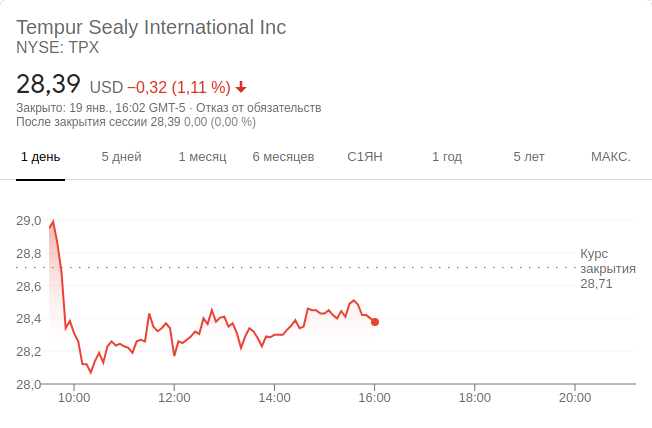 Tempur Sealy International Inc
NYSE: TPX
28,39 USD −0,32 (1,11 %)
Закрыто: 19 янв., 16:02 GMT-5 · Отказ от обязательств
После закрытия сессии 28,39 0,00 (0,00 %)
1 день 5 дней 1 месяц 6 месяцев С1ЯН 1 год 5 лет МАКС.
29,0
28,8
28,6
28,4
28,2
28,0
Курс
закрытия
28,71
10:00 12:00 14:00 16:00 18:00 20:00